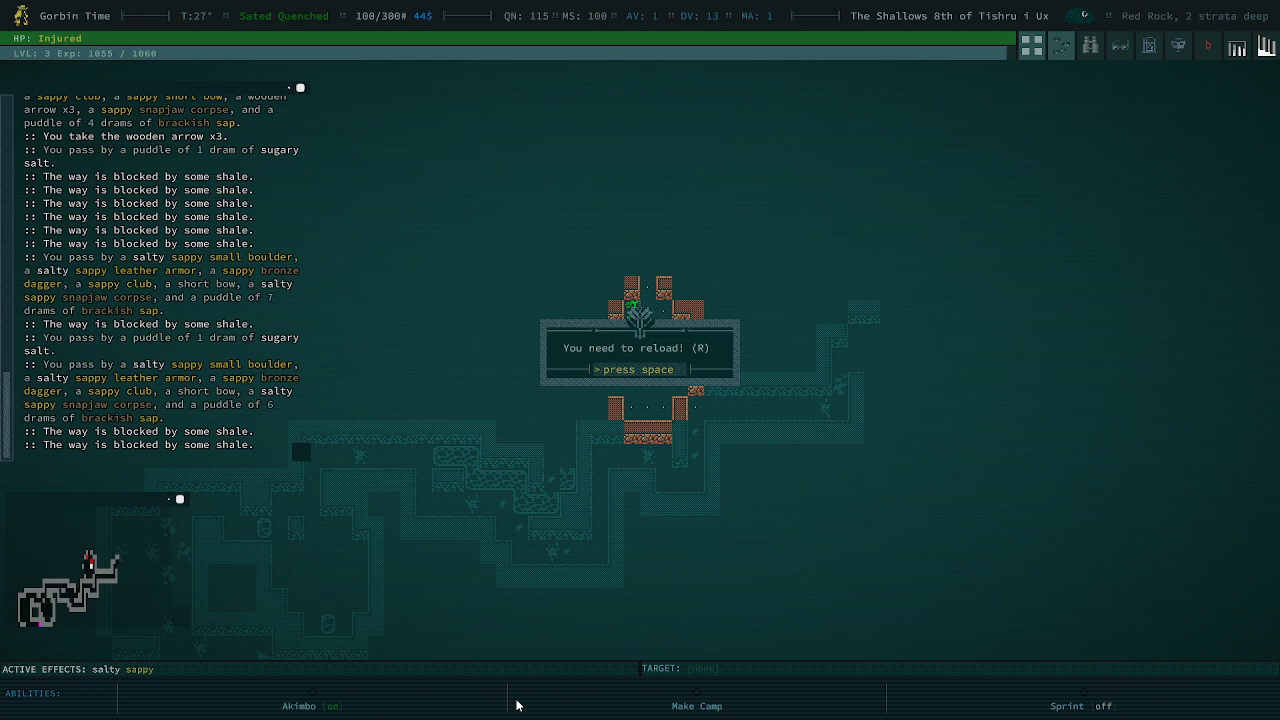 Gorbin Time T:27° Sated Quenched 100/300# 44$ QN: 115 MS: 100 AV: 1 DV: 13 MA: 1 The Shallows 8th of Tishru i Ux Red Rock, 2 strata deep
HP: Injured
LVL: 3 Exp: 1055 / 1060
a sappy club, a sappy short bow, a wooden
arrow x3, a sappy snapjaw corpse, and a
puddle of 4 drams of brackish sap.
:: You take the wooden arrow x3.
:: You pass by a puddle of 1 dram of sugary
salt.
:: The way is blocked by some shale.
:: The way is blocked by some shale.
:: The way is blocked by some shale.
:: The way is blocked by some shale.
:: The way is blocked by some shale.
:: The way is blocked by some shale.
:: You pass by a salty sappy small boulder,
a salty sappy leather armor, a sappy bronze
dagger, a sappy club, a short bow, a salty
sappy snapjaw corpse, and a puddle of 7
drams of brackish sap.
:: The way is blocked by some shale.
:: You pass by a puddle of 1 dram of sugary
salt.
:: You pass by a salty sappy small boulder,
a salty sappy leather armor, a sappy bronze
dagger, a sappy club, a short bow, a salty
sappy snapjaw corpse, and a puddle of 6
drams of brackish sap.
:: The way is blocked by some shale.
:: The way is blocked by some shale.
You need to reload! (R)
> press space
ACTIVE EFFECTS: salty sappy
TARGET: [none]
ABILITIES:
Akimbo [on]
Make Camp
Sprint [off]